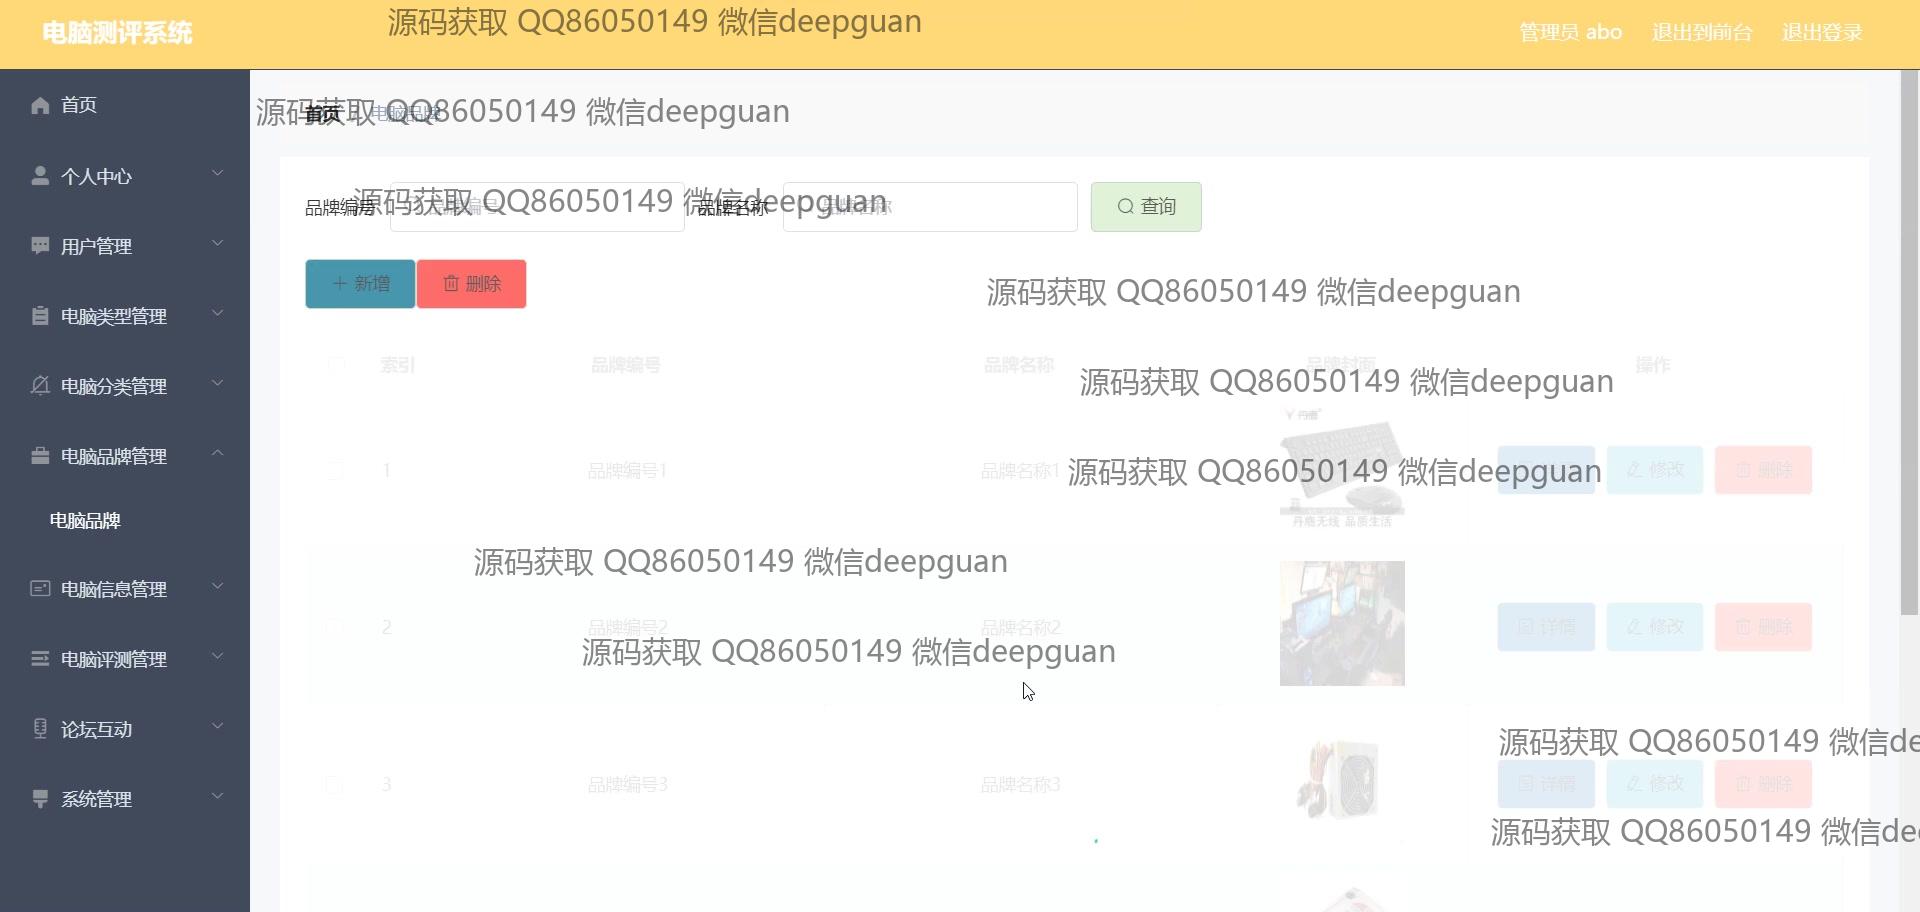 电脑测评系统
源码获取 QQ86050149 微信deepguan
管理员 abo
退出到前台
退出登录
首页
个人中心
用户管理
电脑类型管理
电脑分类管理
电脑品牌管理
电脑品牌
电脑信息管理
电脑评测管理
论坛互动
系统管理
首页
电脑品牌
源码获取 QQ86050149 微信deepguan
品牌编号
品牌编号
品牌名称
品牌名称
查询
源码获取 QQ86050149 微信deepguan
新增
删除
源码获取 QQ86050149 微信deepguan
索引
品牌编号
品牌名称
品牌封面
操作
源码获取 QQ86050149 微信deepguan
1
品牌编号1
品牌名称1
丹鹿无线 品质生活
修改
删除
源码获取 QQ86050149 微信deepguan
源码获取 QQ86050149 微信deepguan
2
品牌编号2
品牌名称2
详情
修改
删除
源码获取 QQ86050149 微信deepguan
源码获取 QQ86050149 微信de
3
品牌编号3
品牌名称3
详情
修改
删除
源码获取 QQ86050149 微信de